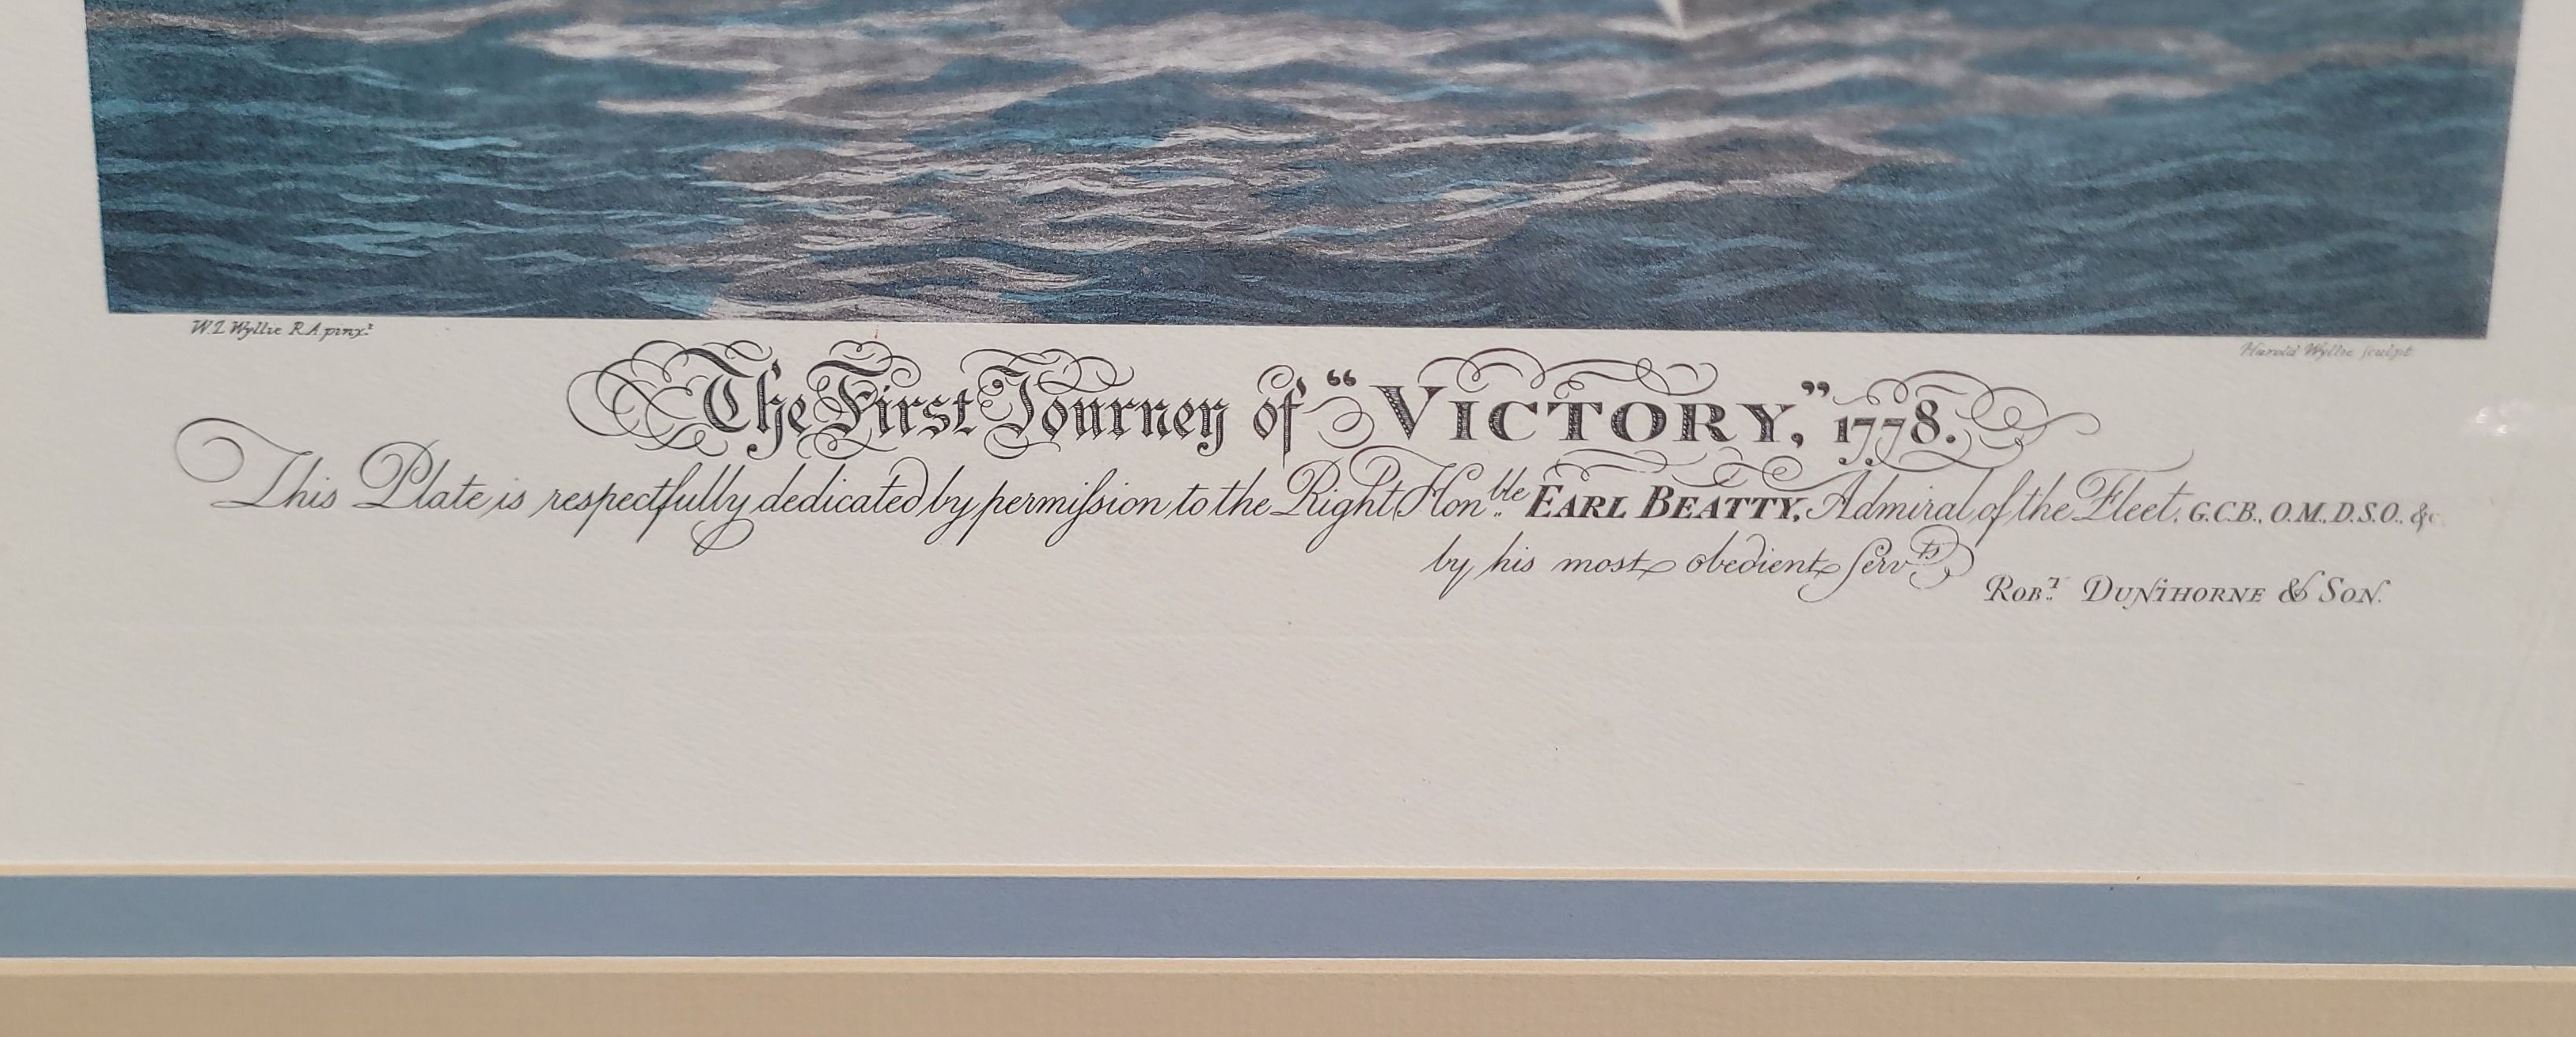 W.L Wyllie R.A pinxt
Harold Wyllie sculpt
The First Journey of “VICTORY,” 1778.
This Plate is respectfully dedicated by permiſsion to the Right Honble EARL BEATTY, Admiral of the Fleet, G.C.B., O.M., D.S.O., &c
by his most obedient ſervts
ROBT DUNTHORNE & SON.